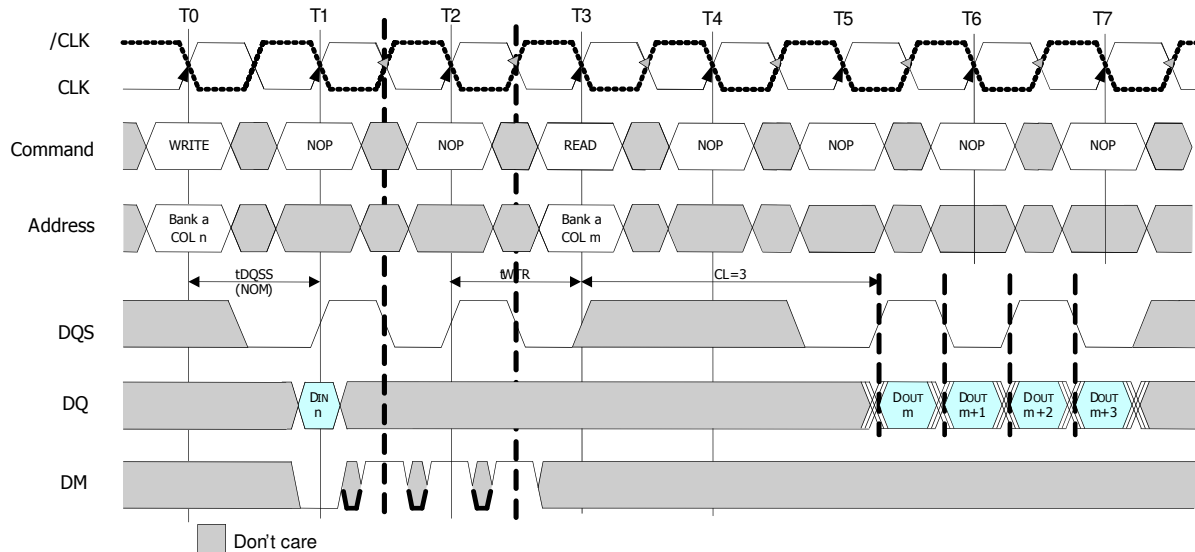 T0 T1 T2 T3 T4 T5 T6 T7
/CLK
CLK
Command WRITE NOP NOP READ NOP NOP NOP NOP
Address Bank a COL n Bank a COL m
tDQSS (NOM) tWTR CL=3
DQS
DQ DIN n DOUT m DOUT m+1 DOUT m+2 DOUT m+3
DM
Don't care